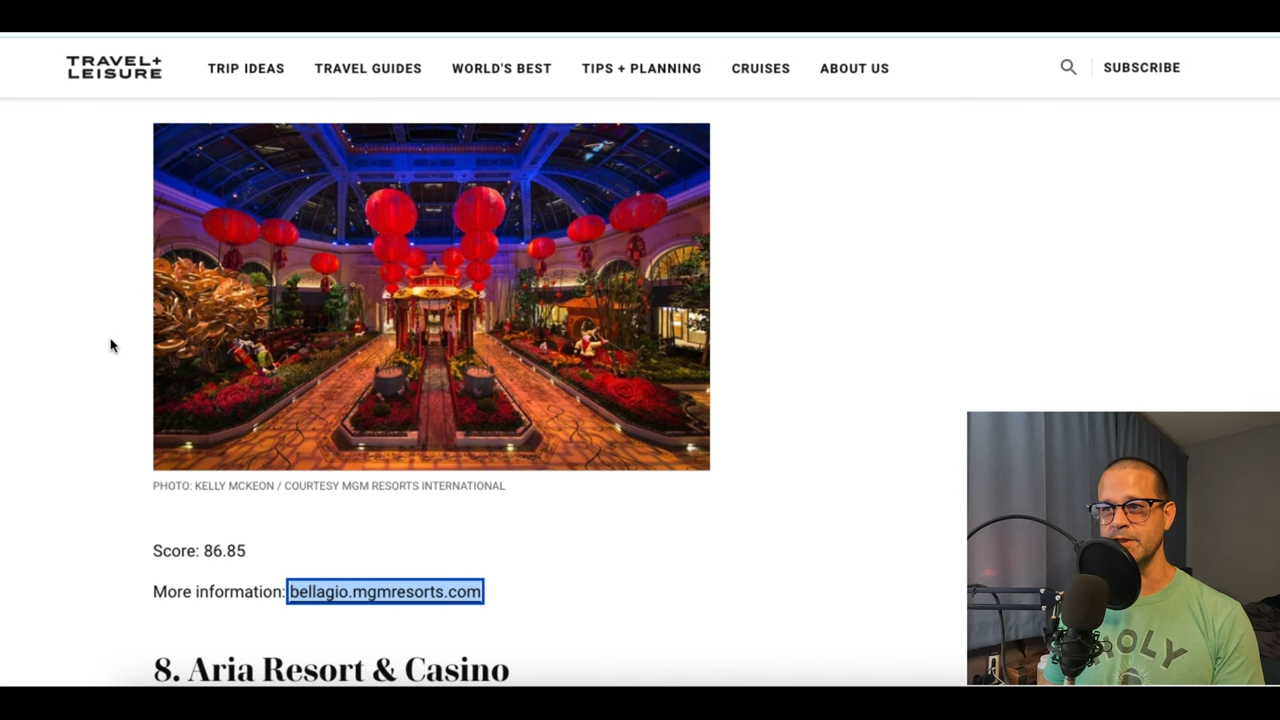 TRAVEL+
LEISURE
TRIP IDEAS TRAVEL GUIDES WORLD'S BEST TIPS + PLANNING CRUISES ABOUT US SUBSCRIBE
PHOTO: KELLY MCKEON / COURTESY MGM RESORTS INTERNATIONAL
Score: 86.85
More information: bellagio.mgmresorts.com
8. Aria Resort & Casino
HOLY